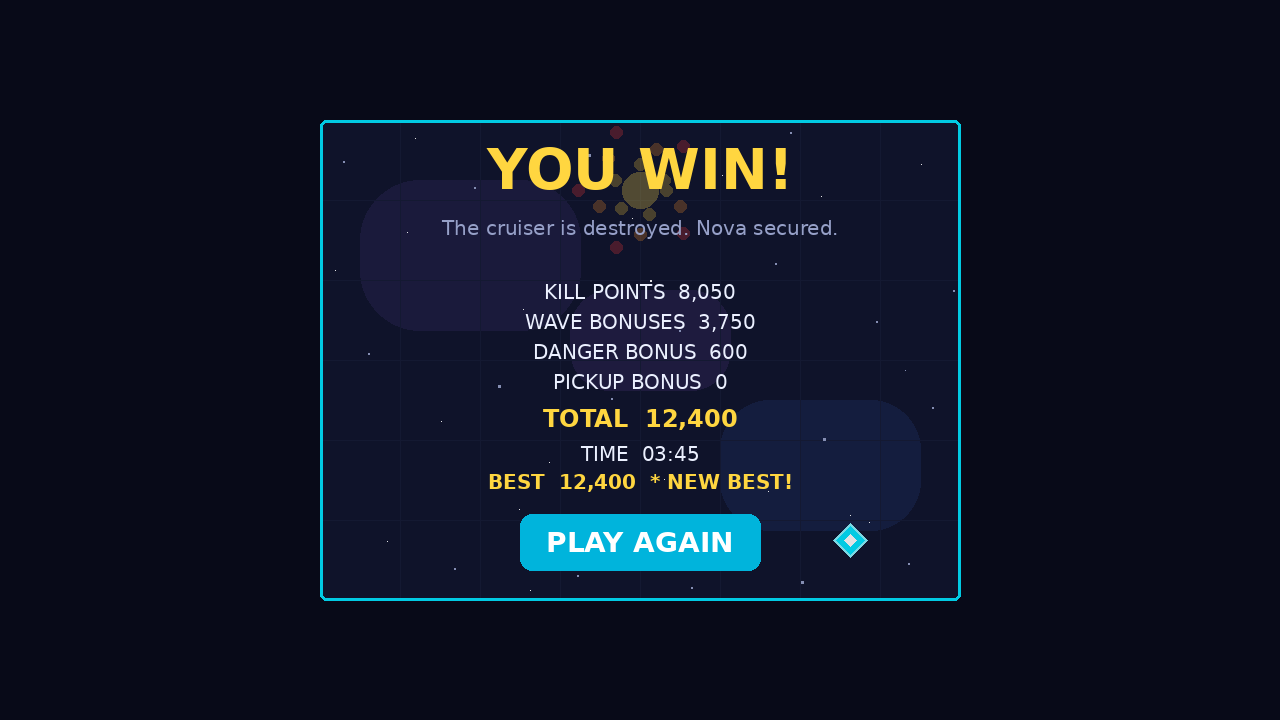 YOU WIN!
The cruiser is destroyed. Nova secured.
KILL POINTS 8,050
WAVE BONUSES 3,750
DANGER BONUS 600
PICKUP BONUS 0
TOTAL 12,400
TIME 03:45
BEST 12,400 * NEW BEST!
PLAY AGAIN